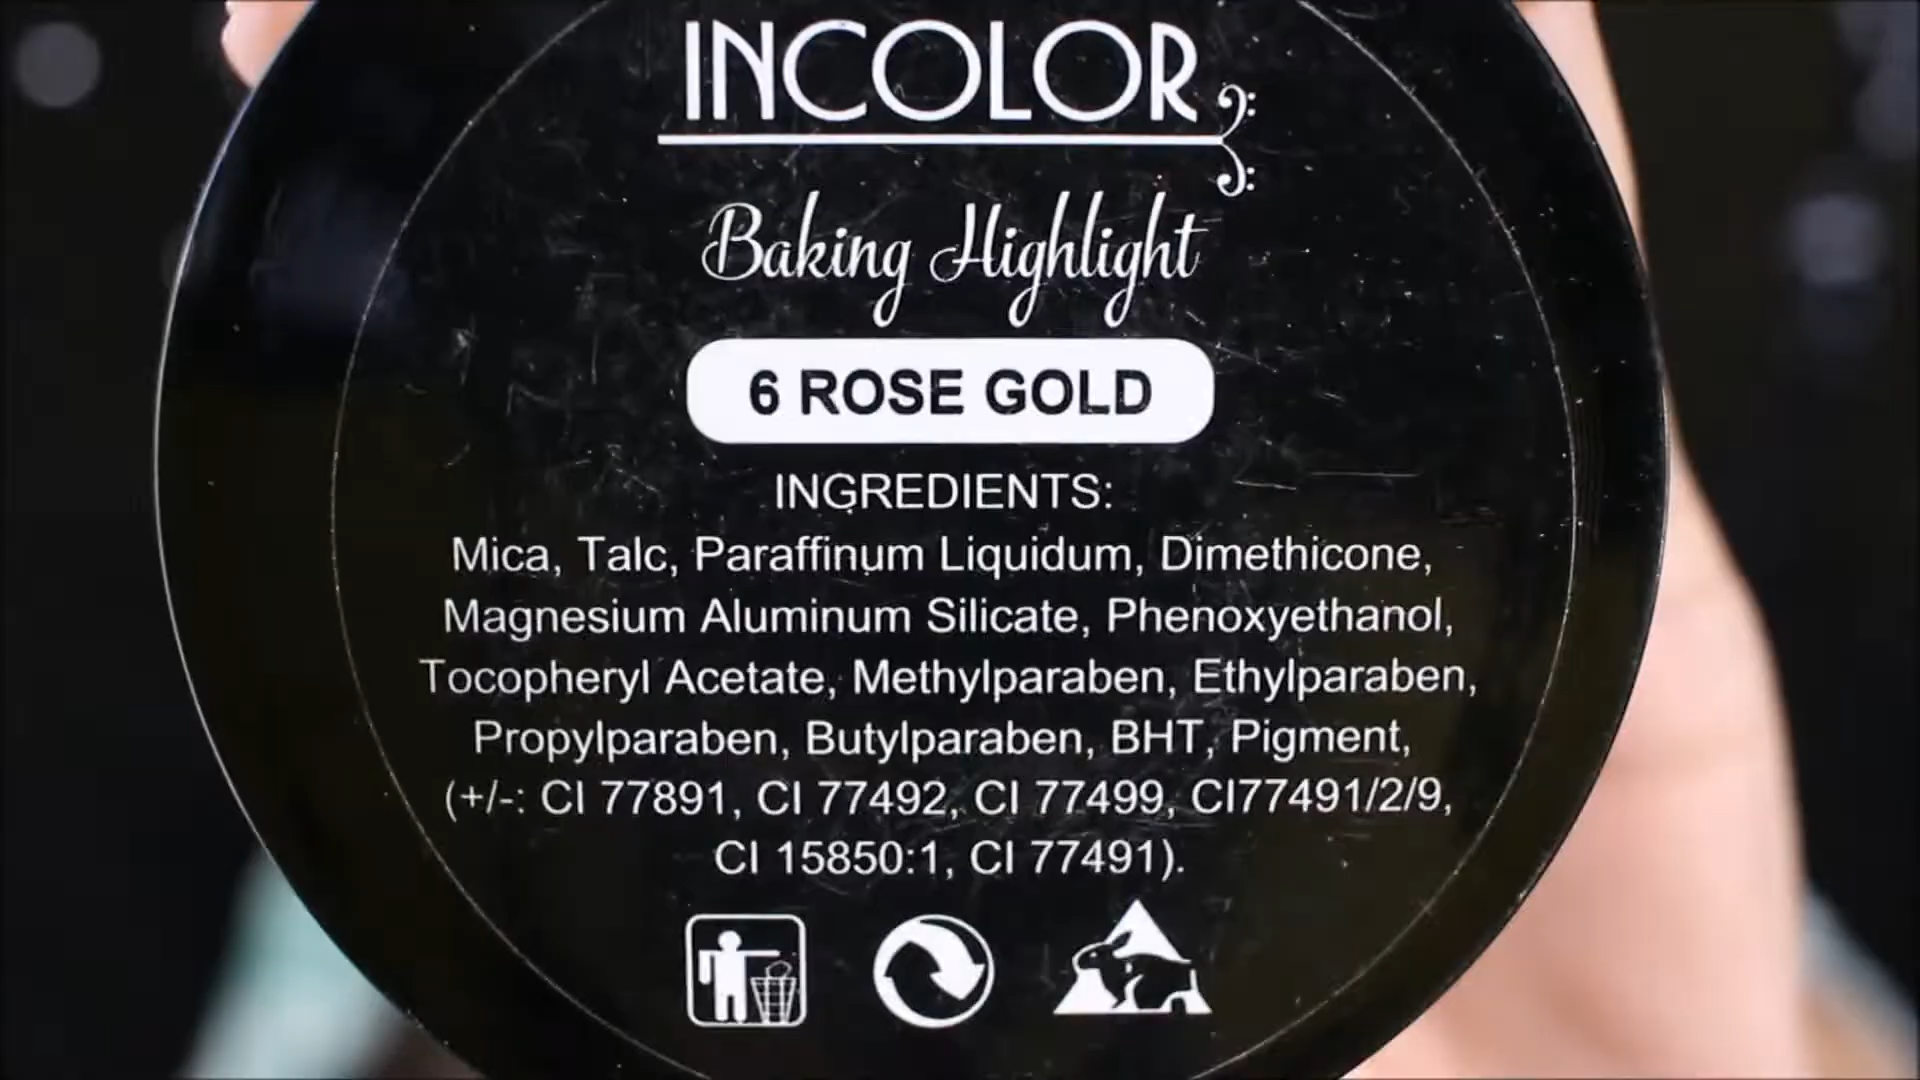 INCOLOR
Baking Highlight
6 ROSE GOLD
INGREDIENTS:
Mica, Talc, Paraffinum Liquidum, Dimethicone,
Magnesium Aluminum Silicate, Phenoxyethanol,
Tocopheryl Acetate, Methylparaben, Ethylparaben,
Propylparaben, Butylparaben, BHT, Pigment,
(+/-: CI 77891, CI 77492, CI 77499, CI77491/2/9,
CI 15850:1, CI 77491).